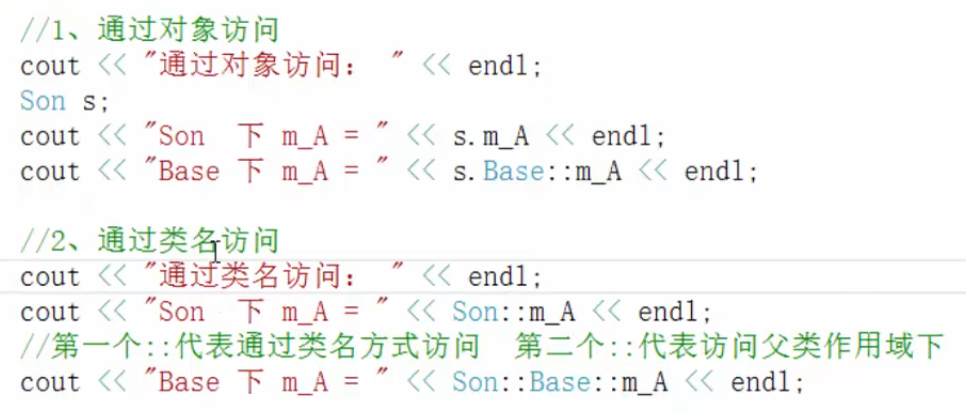 //1、通过对象访问
cout << "通过对象访问： " << endl;
Son s;
cout << "Son  下 m_A = " << s.m_A << endl;
cout << "Base 下 m_A = " << s.Base::m_A << endl;
//2、通过类名访问
cout << "通过类名访问： " << endl;
cout << "Son  下 m_A = " << Son::m_A << endl;
//第一个::代表通过类名方式访问  第二个::代表访问父类作用域下
cout << "Base 下 m_A = " << Son::Base::m_A << endl;